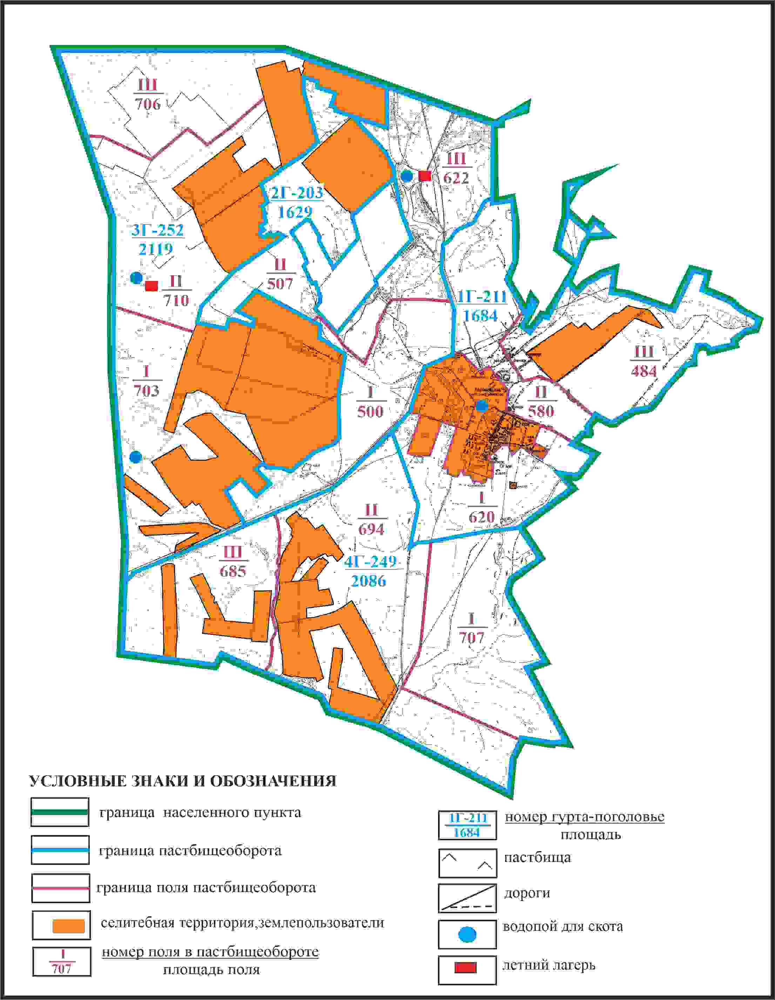 III
706
III
622
2Г-203
1629
3Г-252
2119
II
507
II
710
1Г-211
1684
III
484
I
703
I
500
II
580
I
620
II
694
III
685
4Г-249
2086
I
707
УСЛОВНЫЕ ЗНАКИ И ОБОЗНАЧЕНИЯ
граница населенного пункта
граница пастбищеоборота
граница поля пастбищеоборота
селитебная территория,землепользователи
I
707
номер поля в пастбищеобороте
площадь поля
1Г-211
1684
номер гурта-поголовье
площадь
пастбища
дороги
водопой для скота
летний лагерь